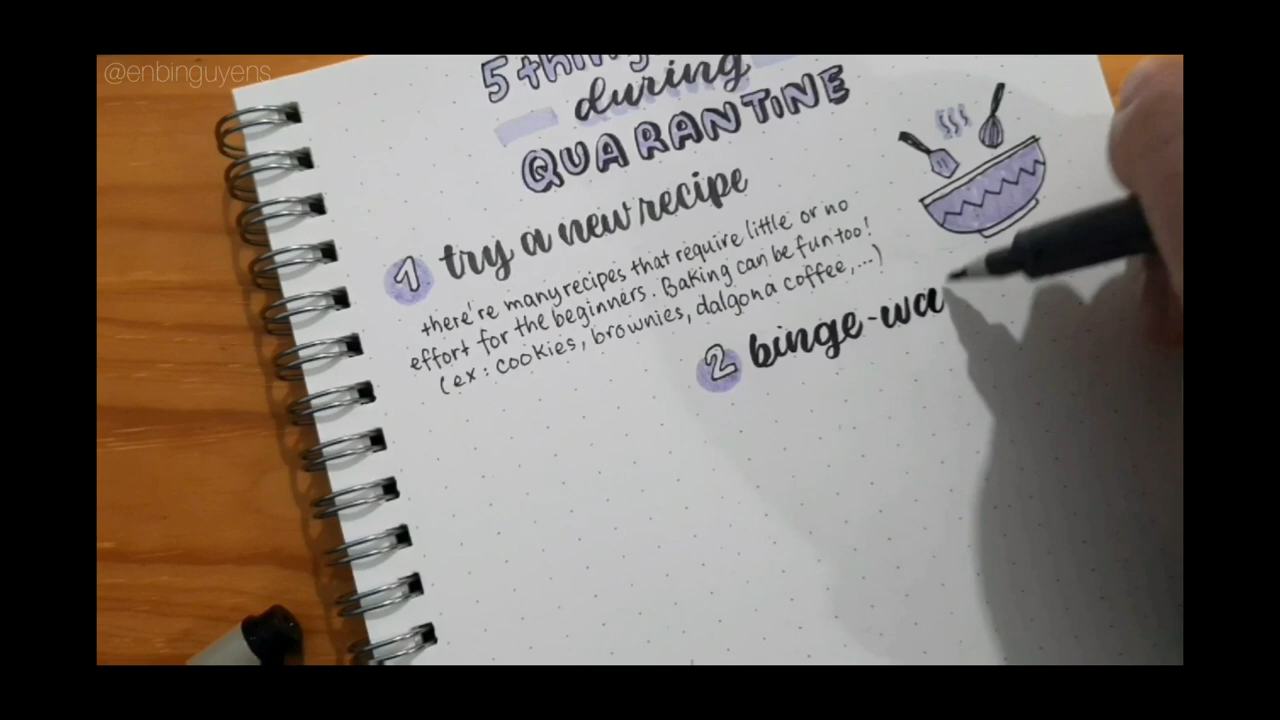 @enbinguyens
5 thing
during
QUARANTINE
1 try a new recipe
there're many recipes that require little or no
effort for the beginners. Baking can be fun too!
(ex: cookies, brownies, dalgona coffee,...)
2 binge-wa